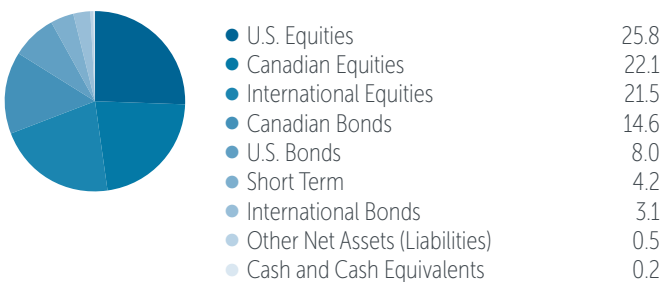 U.S. Equities 25.8
Canadian Equities 22.1
International Equities 21.5
Canadian Bonds 14.6
U.S. Bonds 8.0
Short Term 4.2
International Bonds 3.1
Other Net Assets (Liabilities) 0.5
Cash and Cash Equivalents 0.2